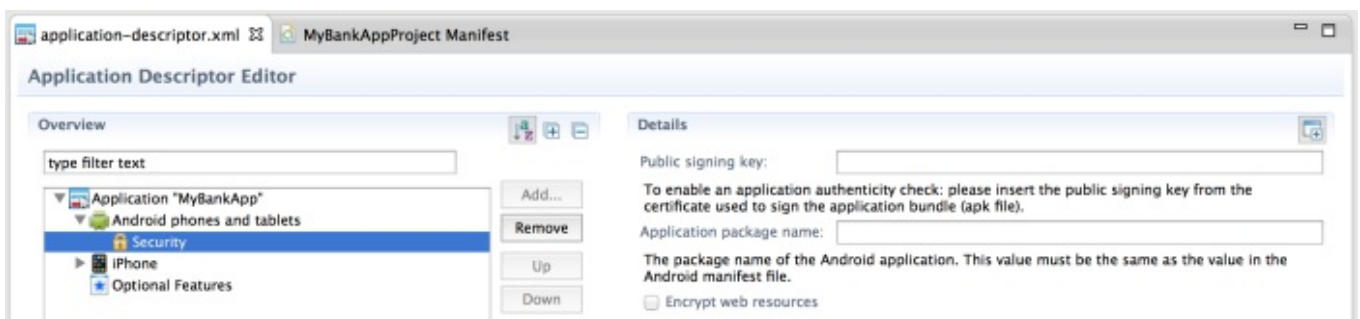 application-descriptor.xml MyBankAppProject Manifest
Application Descriptor Editor
Overview
type filter text
Application "MyBankApp"
Android phones and tablets
Security
iPhone
Optional Features
Add...
Remove
Up
Down
Details
Public signing key:
To enable an application authenticity check: please insert the public signing key from the
certificate used to sign the application bundle (apk file).
Application package name:
The package name of the Android application. This value must be the same as the value in the
Android manifest file.
Encrypt web resources